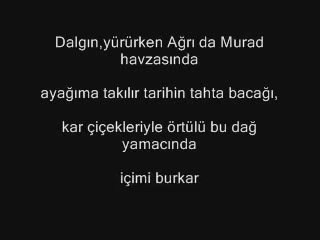 Dalgın,yürürken Ağrı da Murad
havzasında
ayağıma takılır tarihin tahta bacağı,
kar çiçekleriyle örtülü bu dağ
yamacında
içimi burkar